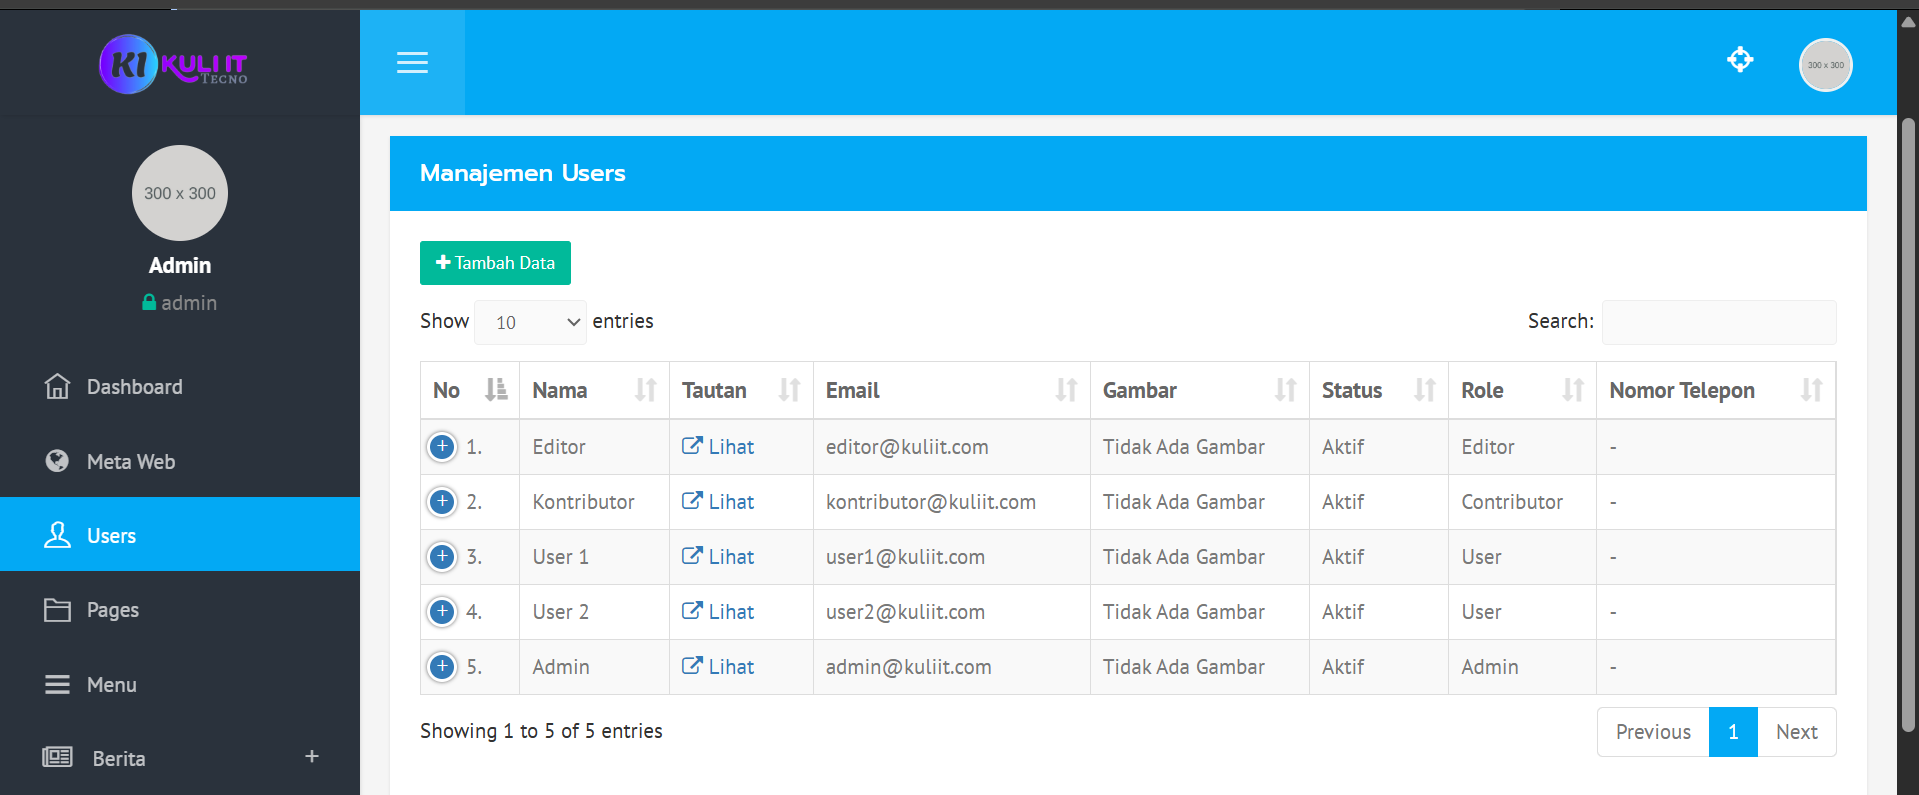 KI KULI IT
TECNO
300 x 300
300 x 300
Admin
admin
Dashboard
Meta Web
Users
Pages
Menu
Berita +
Manajemen Users
+ Tambah Data
Show 10 entries Search:
No Nama Tautan Email Gambar Status Role Nomor Telepon
1. Editor Lihat editor@kuliit.com Tidak Ada Gambar Aktif Editor -
2. Kontributor Lihat kontributor@kuliit.com Tidak Ada Gambar Aktif Contributor -
3. User 1 Lihat user1@kuliit.com Tidak Ada Gambar Aktif User -
4. User 2 Lihat user2@kuliit.com Tidak Ada Gambar Aktif User -
5. Admin Lihat admin@kuliit.com Tidak Ada Gambar Aktif Admin -
Showing 1 to 5 of 5 entries Previous 1 Next